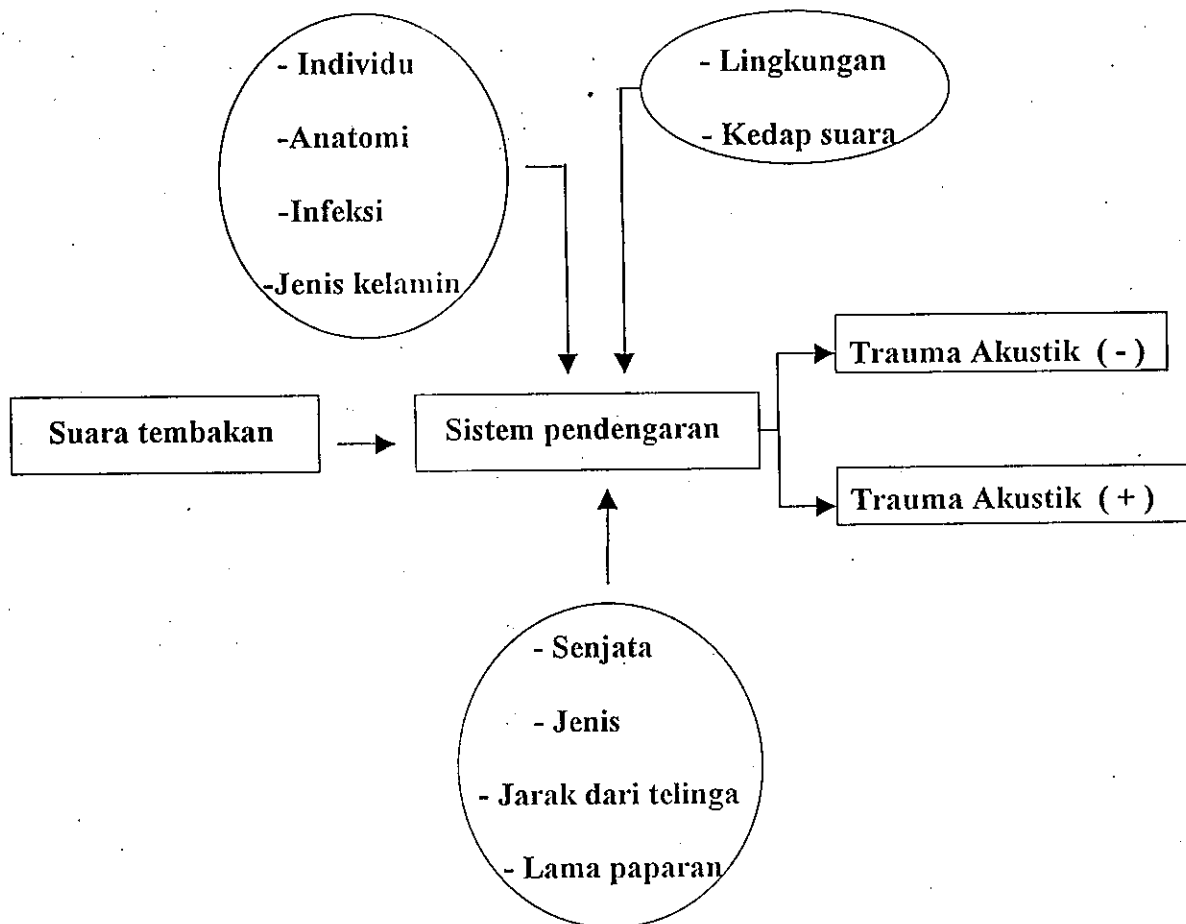 - Individu
-Anatomi
-Infeksi
-Jenis kelamin
- Lingkungan
- Kedap suara
Suara tembakan
Sistem pendengaran
Trauma Akustik ( - )
Trauma Akustik ( + )
- Senjata
- Jenis
- Jarak dari telinga
- Lama paparan